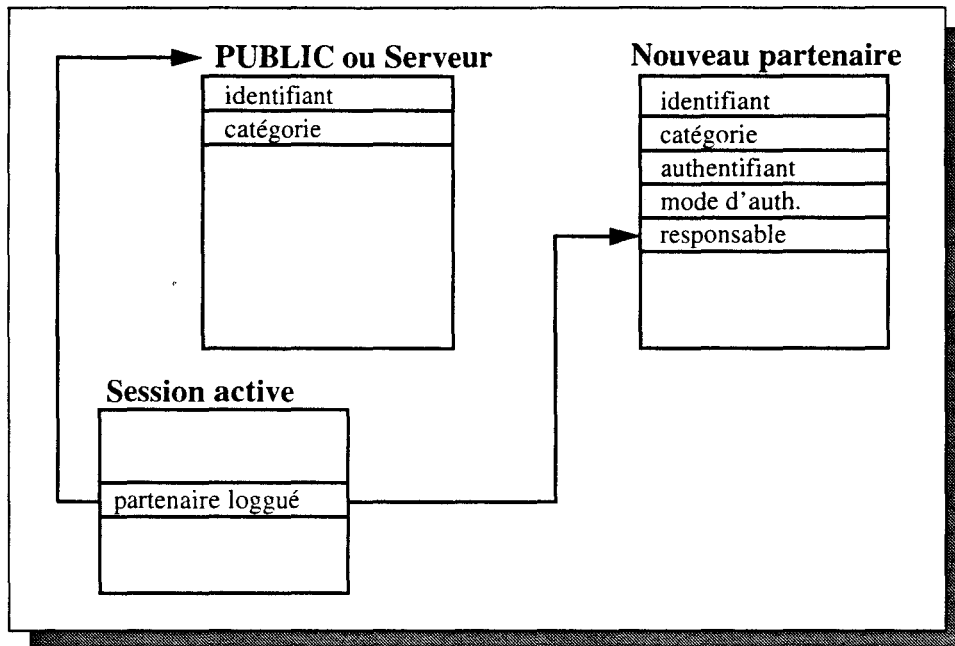 PUBLIC ou Serveur
identifiant
catégorie
Nouveau partenaire
identifiant
catégorie
authentifiant
mode d'auth.
responsable
Session active
partenaire loggué